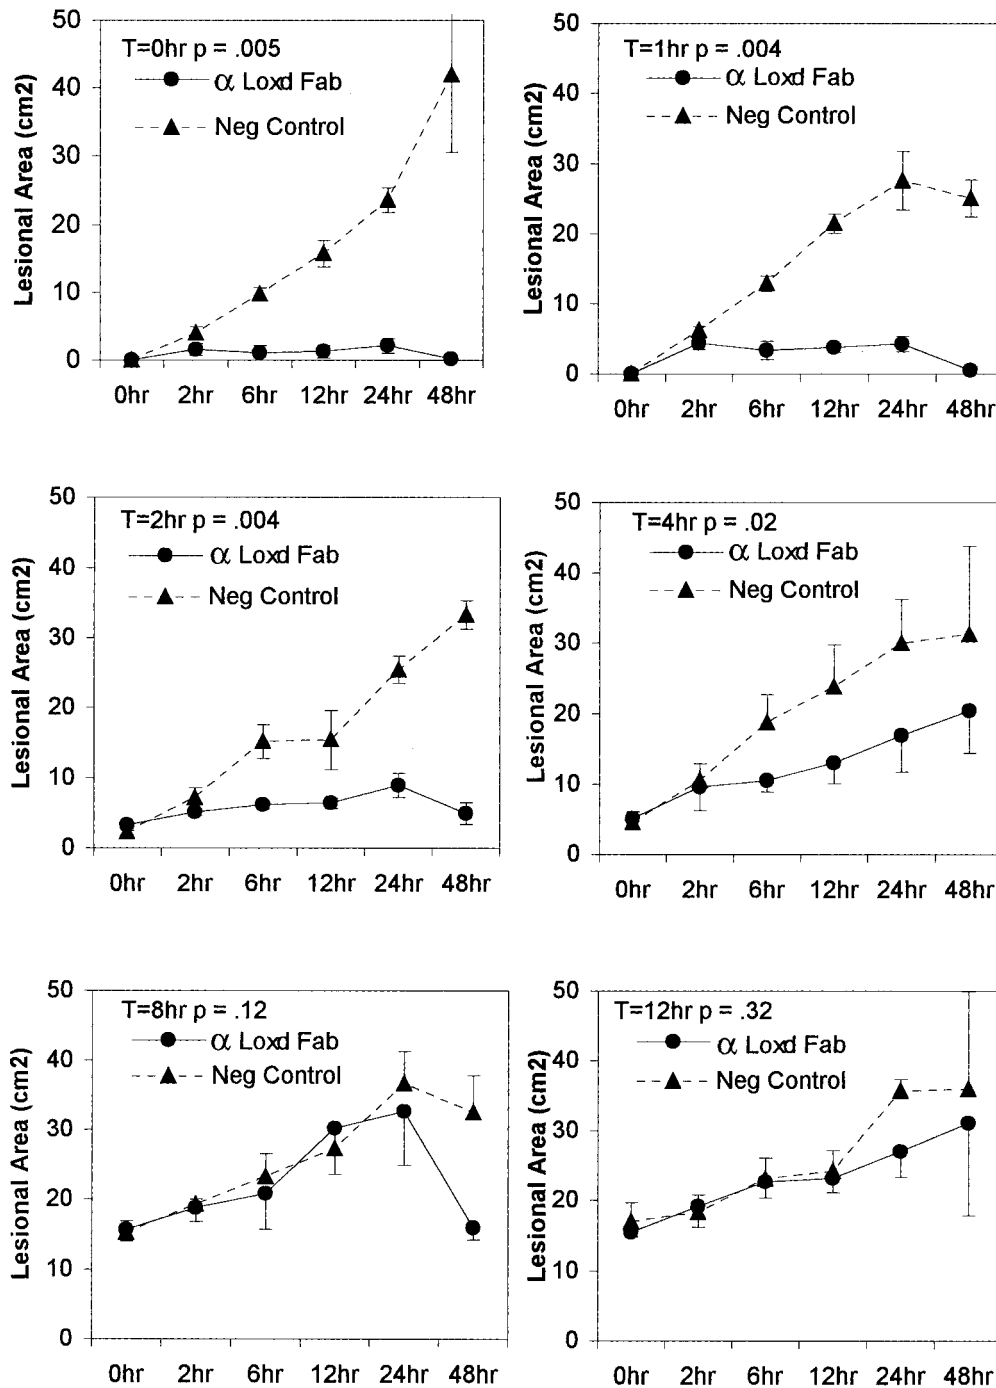 T=0hr p = .005
α Loxd Fab
Neg Control
Lesional Area (cm2)
50
40
30
20
10
0
0hr 2hr 6hr 12hr 24hr 48hr
T=1hr p = .004
α Loxd Fab
Neg Control
Lesional Area (cm2)
50
40
30
20
10
0
0hr 2hr 6hr 12hr 24hr 48hr
T=2hr p = .004
α Loxd Fab
Neg Control
Lesional Area (cm2)
50
40
30
20
10
0
0hr 2hr 6hr 12hr 24hr 48hr
T=4hr p = .02
α Loxd Fab
Neg Control
Lesional Area (cm2)
50
40
30
20
10
0
0hr 2hr 6hr 12hr 24hr 48hr
T=8hr p = .12
α Loxd Fab
Neg Control
Lesional Area (cm2)
50
40
30
20
10
0
0hr 2hr 6hr 12hr 24hr 48hr
T=12hr p = .32
α Loxd Fab
Neg Control
Lesional Area (cm2)
50
40
30
20
10
0
0hr 2hr 6hr 12hr 24hr 48hr